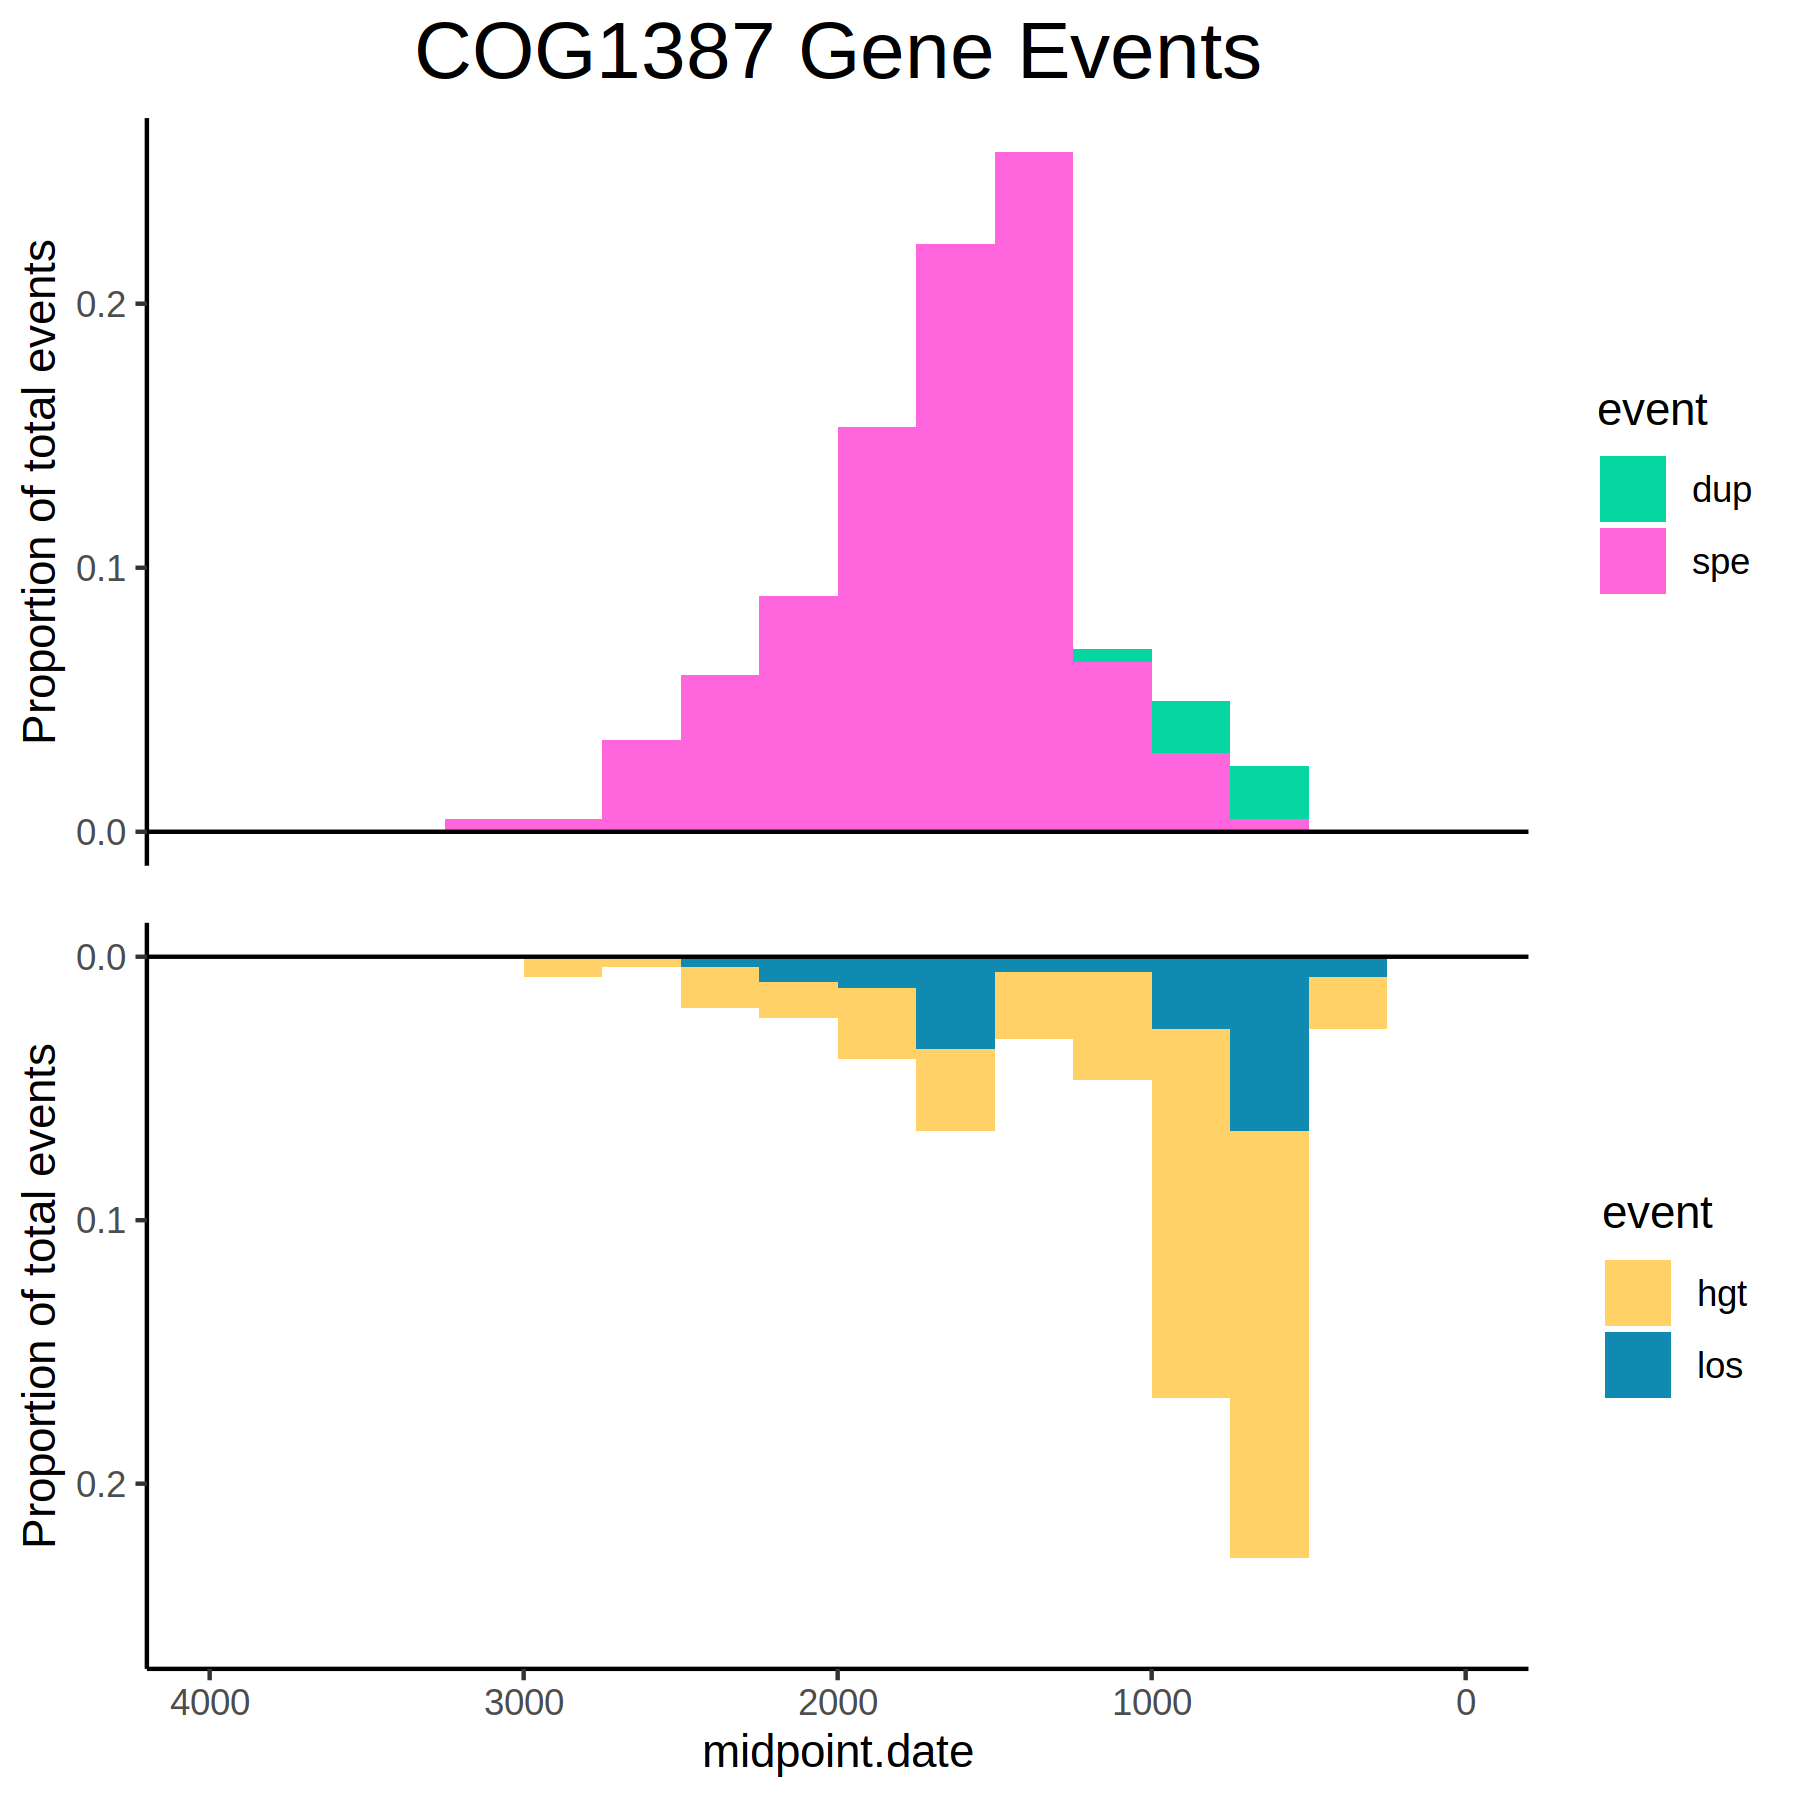 COG1387 Gene Events
Proportion of total events
0.2
0.1
0.0
event
dup
spe
Proportion of total events
0.0
0.1
0.2
event
hgt
los
4000 3000 2000 1000 0
midpoint.date